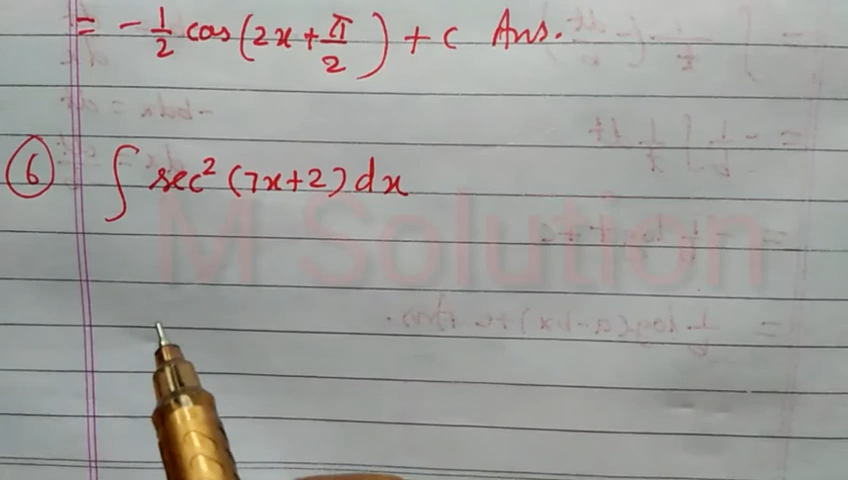 = - 1/2 cos(2x + π/2) + c Ans.
⑥ ∫ sec² (7x+2) dx
M Solution